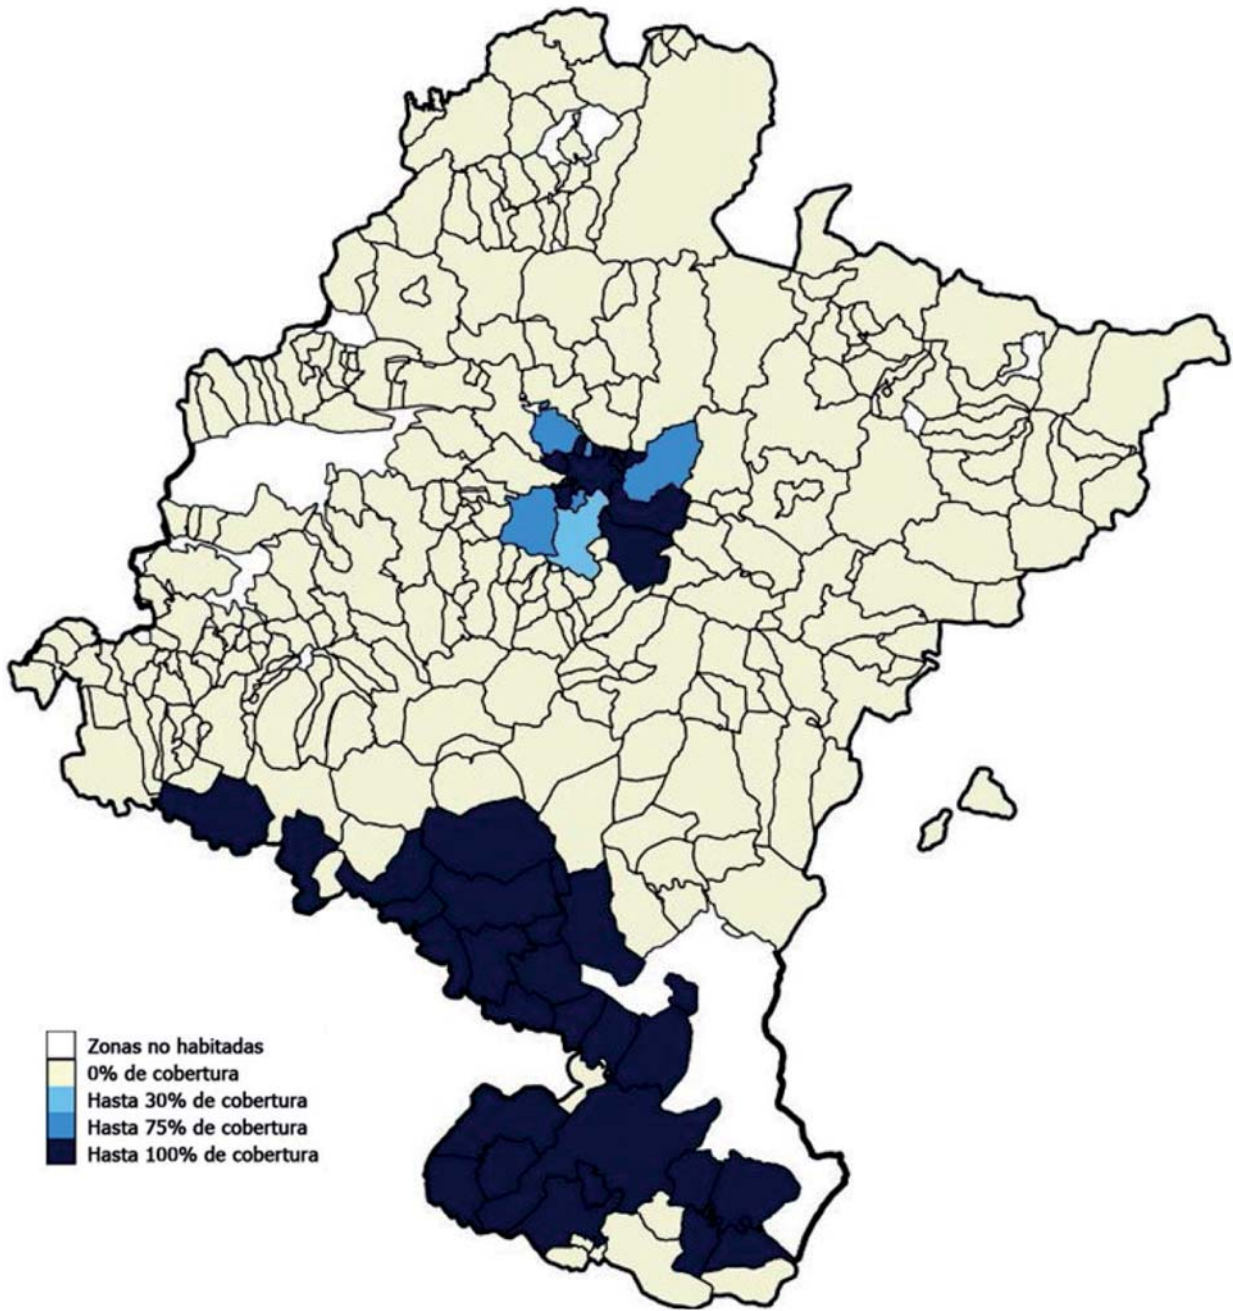 Zonas no habitadas
0% de cobertura
Hasta 30% de cobertura
Hasta 75% de cobertura
Hasta 100% de cobertura